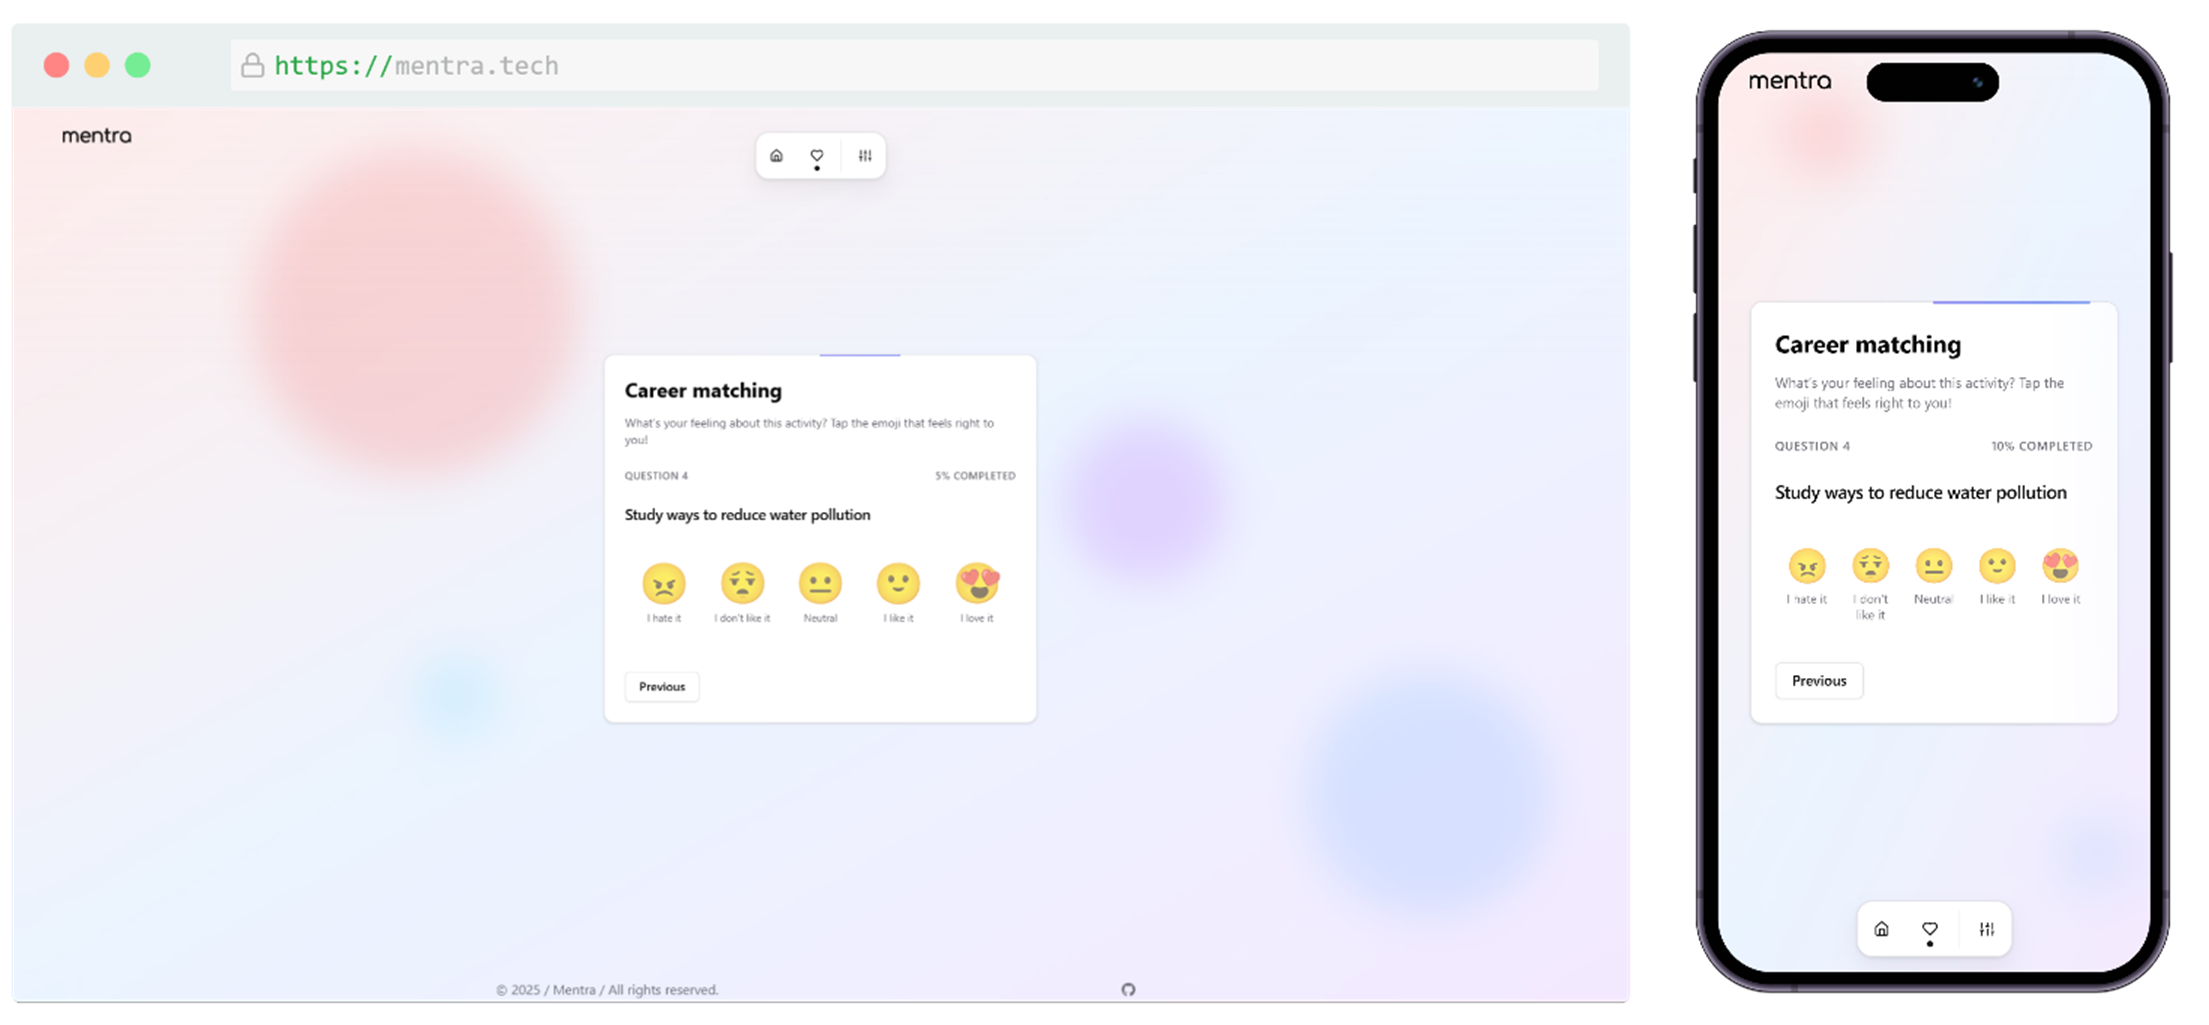 https://mentra.tech
mentra
Career matching
What's your feeling about this activity? Tap the emoji that feels right to
you!
QUESTION 4 5% COMPLETED
Study ways to reduce water pollution
I hate it I don't like it Neutral I like it I love it
Previous
© 2025 / Mentra / All rights reserved.
mentra
Career matching
What's your feeling about this activity? Tap the
emoji that feels right to you!
QUESTION 4 10% COMPLETED
Study ways to reduce water pollution
I hate it I don't Neutral I like it I love it
like it
Previous